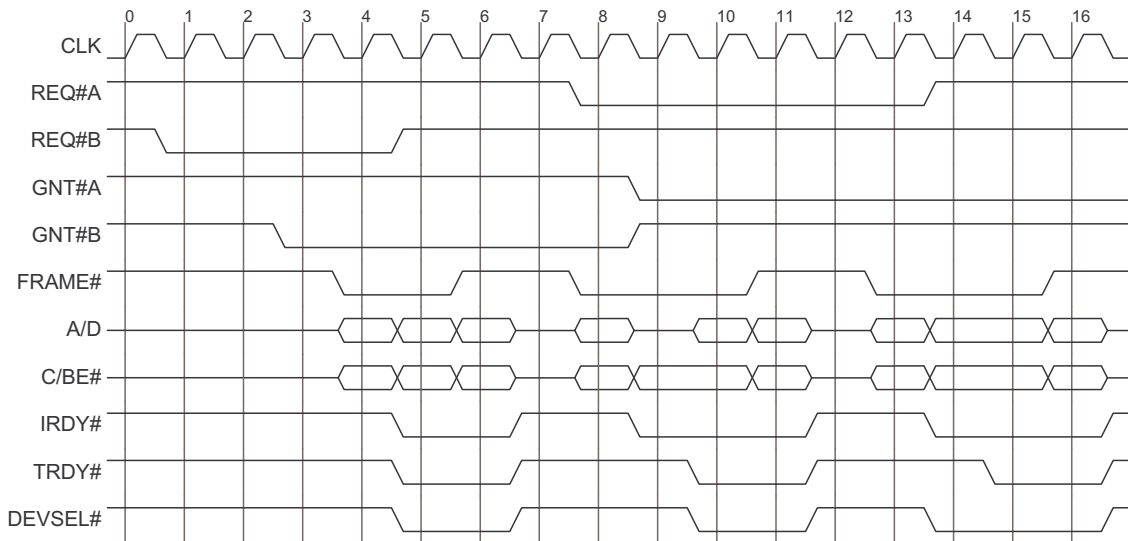 0 1 2 3 4 5 6 7 8 9 10 11 12 13 14 15 16
CLK
REQ#A
REQ#B
GNT#A
GNT#B
FRAME#
A/D
C/BE#
IRDY#
TRDY#
DEVSEL#